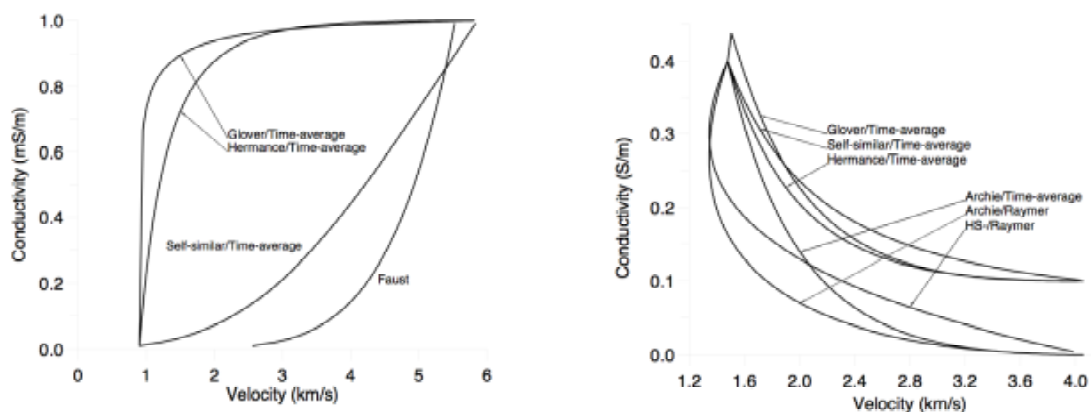 1.0
0.8
0.6
0.4
0.2
0.0
Conductivity (mS/m)
Glover/Time-average
Hermance/Time-average
Self-similar/Time-average
Faust
0
1
2
3
4
5
6
Velocity (km/s)
0.4
0.3
0.2
0.1
0.0
Conductivity (S/m)
Glover/Time-average
Self-similar/Time-average
Hermance/Time-average
Archie/Time-average
Archie/Raymer
HS-/Raymer
1.2
1.6
2.0
2.4
2.8
3.2
3.6
4.0
Velocity (km/s)